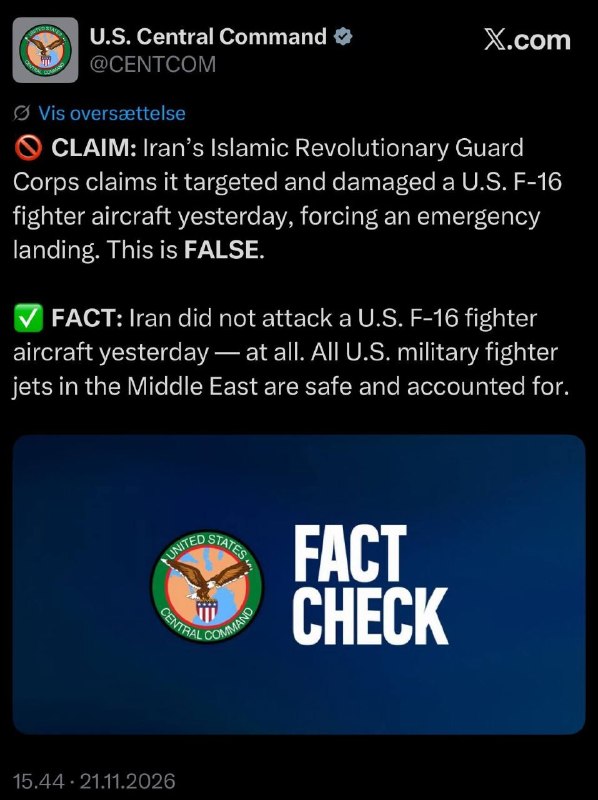 U.S. Central Command
X.com
@CENTCOM
Vis oversættelse
🚫 CLAIM: Iran’s Islamic Revolutionary Guard
Corps claims it targeted and damaged a U.S. F-16
fighter aircraft yesterday, forcing an emergency
landing. This is FALSE.
✅ FACT: Iran did not attack a U.S. F-16 fighter
aircraft yesterday — at all. All U.S. military fighter
jets in the Middle East are safe and accounted for.
UNITED STATES
CENTRAL COMMAND
FACT
CHECK
15.44 · 21.11.2026